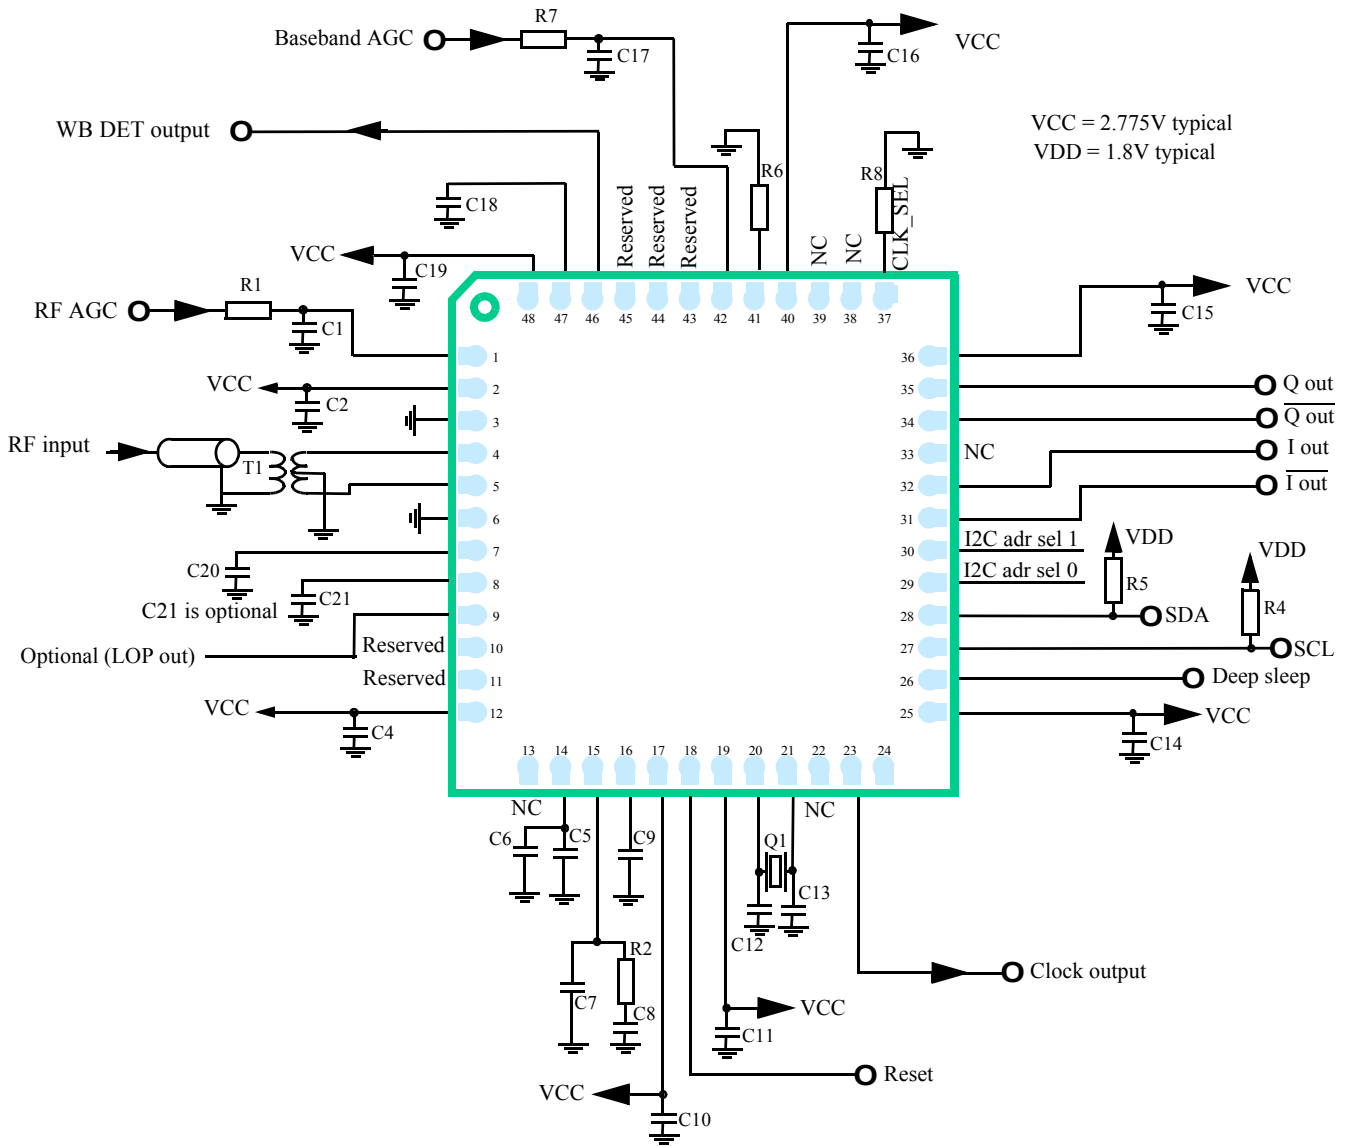 R7
Baseband AGC
C17
C16
VCC
WB DET output
VCC = 2.775V typical
VDD = 1.8V typical
R6
R8
C18
Reserved
Reserved
Reserved
NC
NC
CLK_SEL
VCC
C19
R1
RF AGC
C1
VCC
C15
48 47 46 45 44 43 42 41 40 39 38 37
1
36
VCC
C2
2
35
Q out
3
34
Q out
RF input
T1
4
33
NC
I out
5
32
I out
6
31
I2C adr sel 1
VDD
C20
7
30
VDD
I2C adr sel 0
R5
C21
8
29
R4
C21 is optional
9
28
SDA
Optional (LOP out)
Reserved
10
27
SCL
Reserved
11
26
Deep sleep
VCC
C4
12
25
VCC
C14
13 14 15 16 17 18 19 20 21 22 23 24
NC
NC
C6
C5
C9
Q1
C13
C12
R2
C7
C8
Clock output
VCC
C11
Reset
VCC
C10